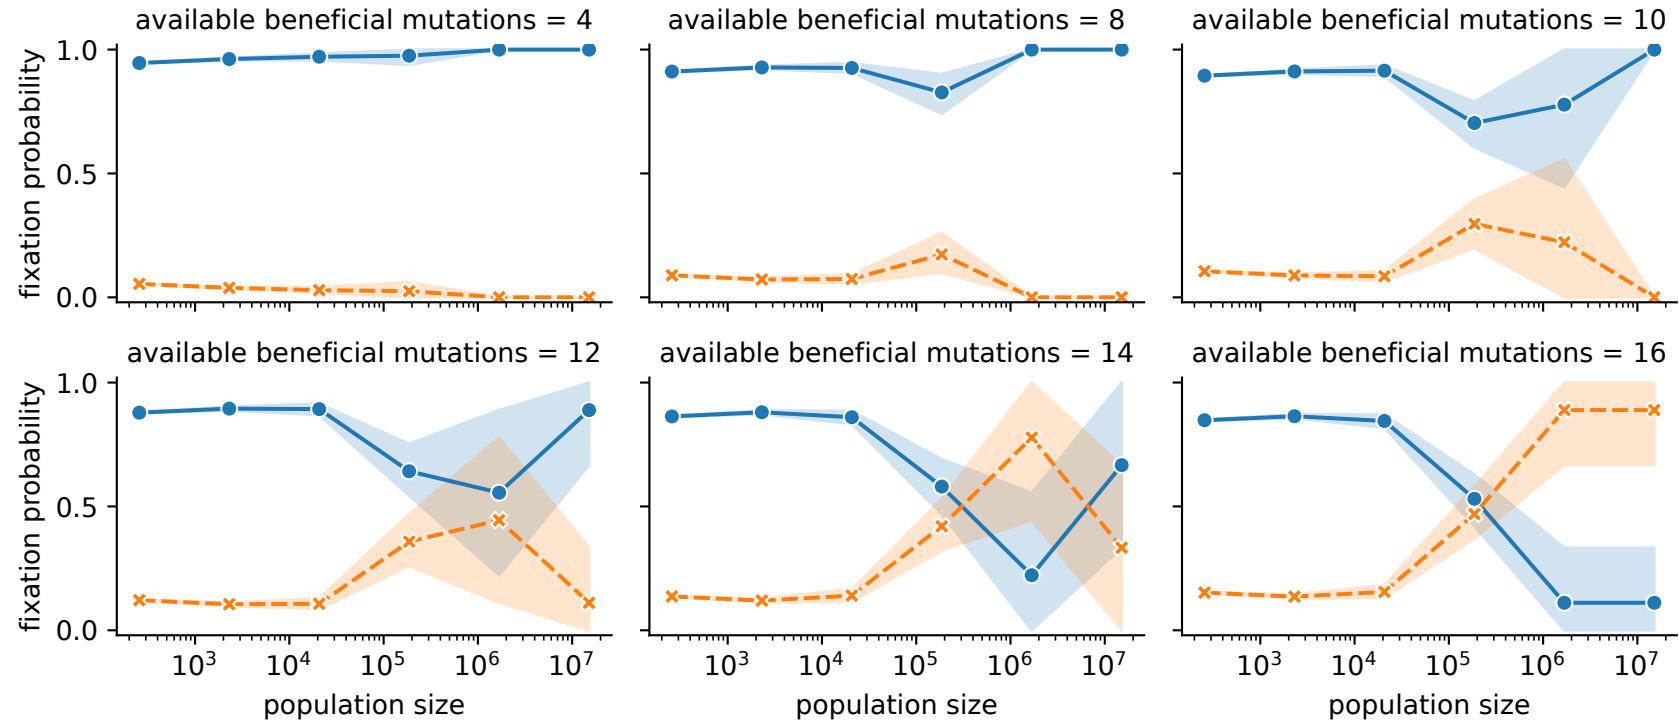 available beneficial mutations = 4
available beneficial mutations = 8
available beneficial mutations = 10
fixation probability
1.0
0.5
0.0
available beneficial mutations = 12
available beneficial mutations = 14
available beneficial mutations = 16
fixation probability
1.0
0.5
0.0
10³ 10⁴ 10⁵ 10⁶ 10⁷
10³ 10⁴ 10⁵ 10⁶ 10⁷
10³ 10⁴ 10⁵ 10⁶ 10⁷
population size
population size
population size